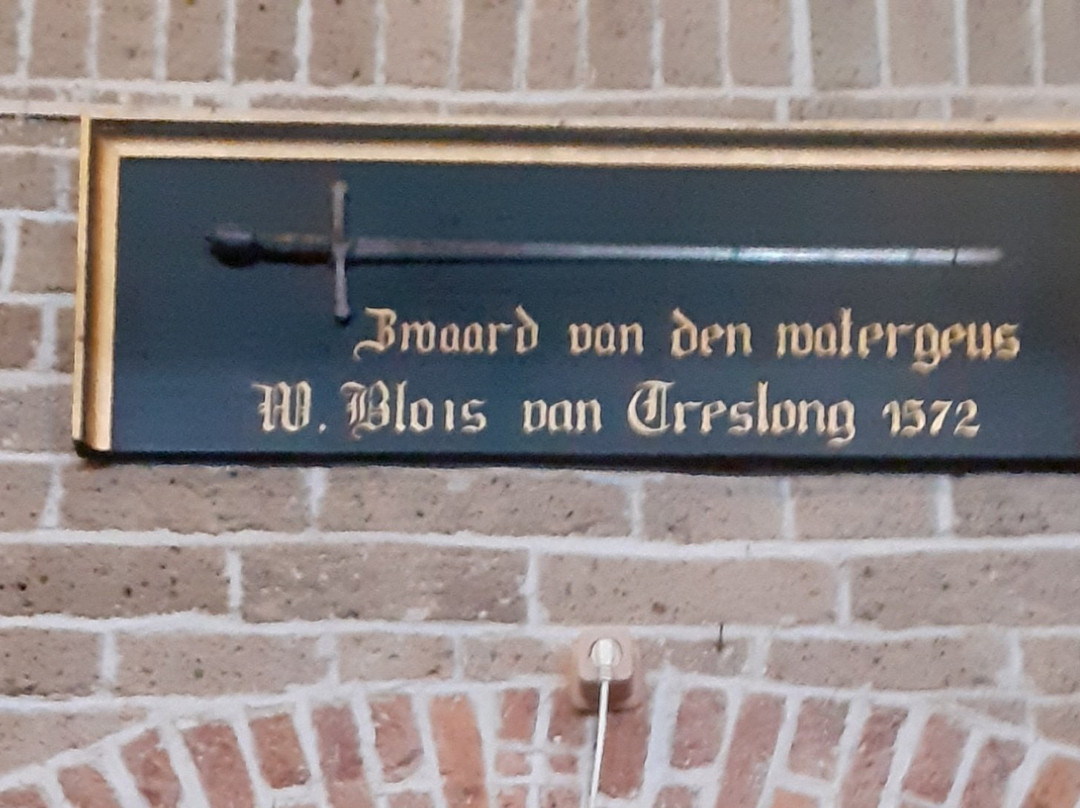 Zwaard van den watergeus
W. Blois van Treslong 1572